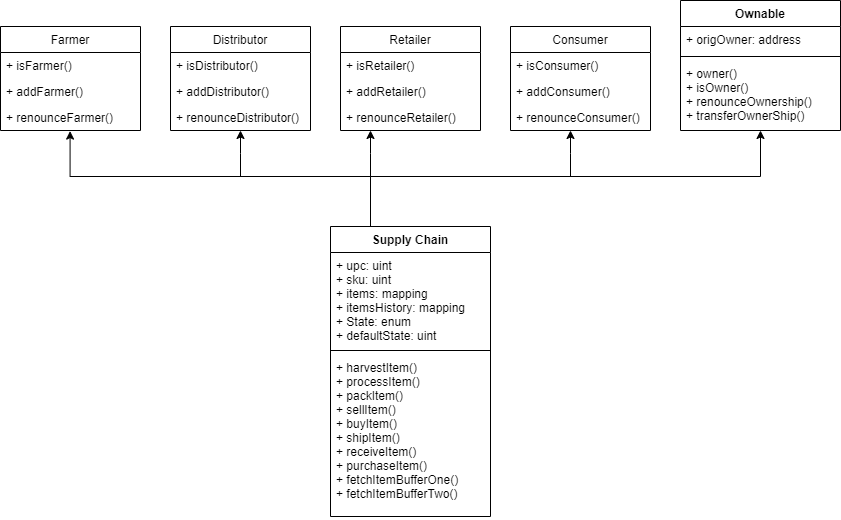 Farmer
+ isFarmer()
+ addFarmer()
+ renounceFarmer()
Distributor
+ isDistributor()
+ addDistributor()
+ renounceDistributor()
Retailer
+ isRetailer()
+ addRetailer()
+ renounceRetailer()
Consumer
+ isConsumer()
+ addConsumer()
+ renounceConsumer()
Ownable
+ origOwner: address
+ owner()
+ isOwner()
+ renounceOwnership()
+ transferOwnerShip()
Supply Chain
+ upc: uint
+ sku: uint
+ items: mapping
+ itemsHistory: mapping
+ State: enum
+ defaultState: uint
+ harvestItem()
+ processItem()
+ packItem()
+ sellItem()
+ buyItem()
+ shipItem()
+ receiveItem()
+ purchaseItem()
+ fetchItemBufferOne()
+ fetchItemBufferTwo()